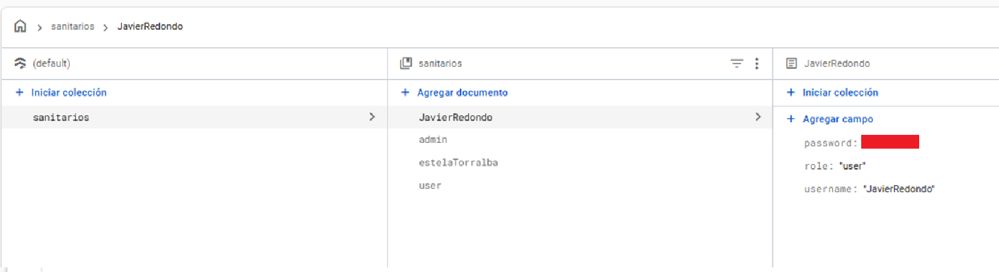 sanitarios JavierRedondo
(default)
Iniciar colección
sanitarios
sanitarios
Agregar documento
JavierRedondo
admin
estelaTorralba
user
JavierRedondo
Iniciar colección
Agregar campo
password:
role: "user"
username: "JavierRedondo"